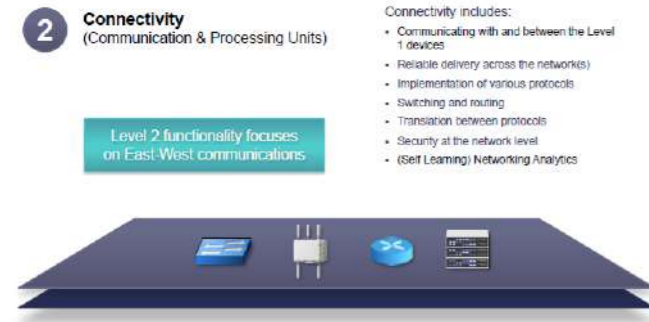 2
Connectivity
(Communication & Processing Units)
Level 2 functionality focuses
on East-West communications
Connectivity includes:
• Communicating with and between the Level
1 devices
• Reliable delivery across the network(s)
• Implementation of various protocols
• Switching and routing
• Translation between protocols
• Security at the network level
• (Self Learning) Networking Analytics